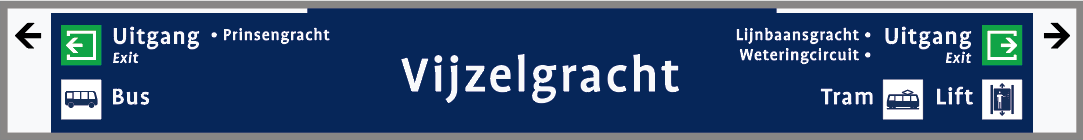 Uitgang • Prinsengracht
Exit
Bus
Vijzelgracht
Lijnbaansgracht • Uitgang
Weteringcircuit • Exit
Tram Lift